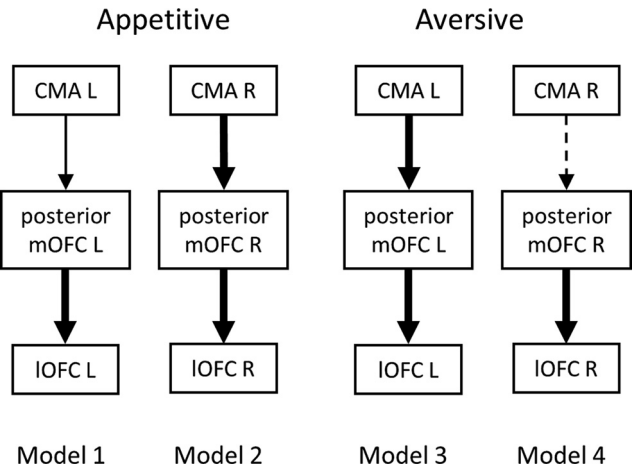 Appetitive Aversive
CMA L CMA R CMA L CMA R
posterior posterior posterior posterior
mOFC L mOFC R mOFC L mOFC R
lOFC L lOFC R lOFC L lOFC R
Model 1 Model 2 Model 3 Model 4